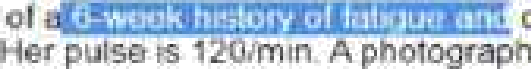 of a 6-week history of fatigue and
Her pulse is 120/min. A photograph